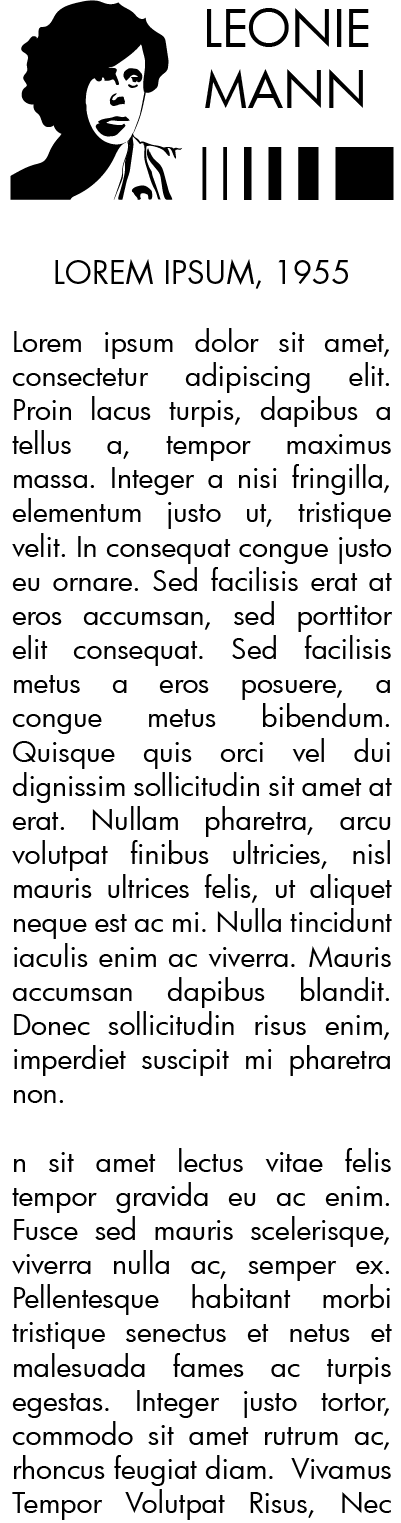 LEONIE
MANN
LOREM IPSUM, 1955
Lorem ipsum dolor sit amet,
consectetur adipiscing elit.
Proin lacus turpis, dapibus a
tellus a, tempor maximus
massa. Integer a nisi fringilla,
elementum justo ut, tristique
velit. In consequat congue justo
eu ornare. Sed facilisis erat at
eros accumsan, sed porttitor
elit consequat. Sed facilisis
metus a eros posuere, a
congue metus bibendum.
Quisque quis orci vel dui
dignissim sollicitudin sit amet at
erat. Nullam pharetra, arcu
volutpat finibus ultricies, nisl
mauris ultrices felis, ut aliquet
neque est ac mi. Nulla tincidunt
iaculis enim ac viverra. Mauris
accumsan dapibus blandit.
Donec sollicitudin risus enim,
imperdiet suscipit mi pharetra
non.
n sit amet lectus vitae felis
tempor gravida eu ac enim.
Fusce sed mauris scelerisque,
viverra nulla ac, semper ex.
Pellentesque habitant morbi
tristique senectus et netus et
malesuada fames ac turpis
egestas. Integer justo tortor,
commodo sit amet rutrum ac,
rhoncus feugiat diam. Vivamus
Tempor Volutpat Risus, Nec